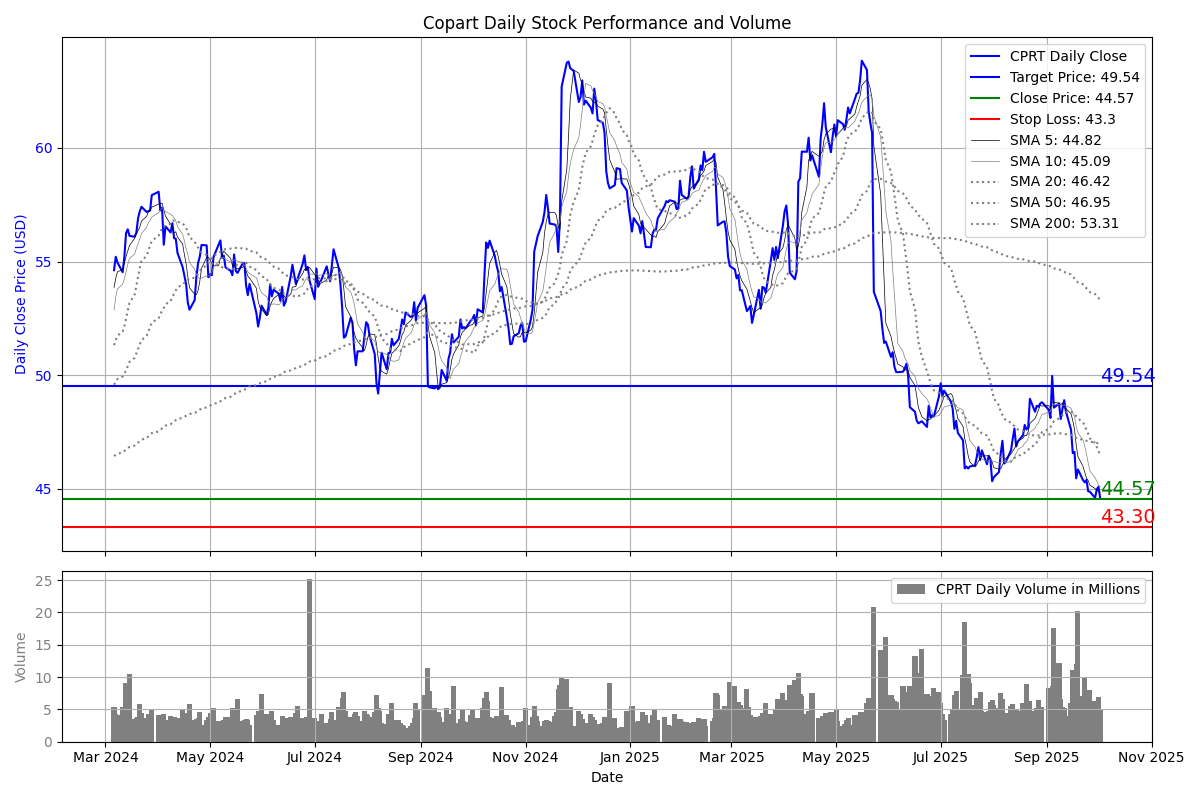 Copart Daily Stock Performance and Volume
Daily Close Price (USD)
60
55
50
45
CPRT Daily Close
Target Price: 49.54
Close Price: 44.57
Stop Loss: 43.3
SMA 5: 44.82
SMA 10: 45.09
SMA 20: 46.42
SMA 50: 46.95
SMA 200: 53.31
49.54
44.57
43.30
Volume
25
20
15
10
5
0
CPRT Daily Volume in Millions
Mar 2024 May 2024 Jul 2024 Sep 2024 Nov 2024 Jan 2025 Mar 2025 May 2025 Jul 2025 Sep 2025 Nov 2025
Date